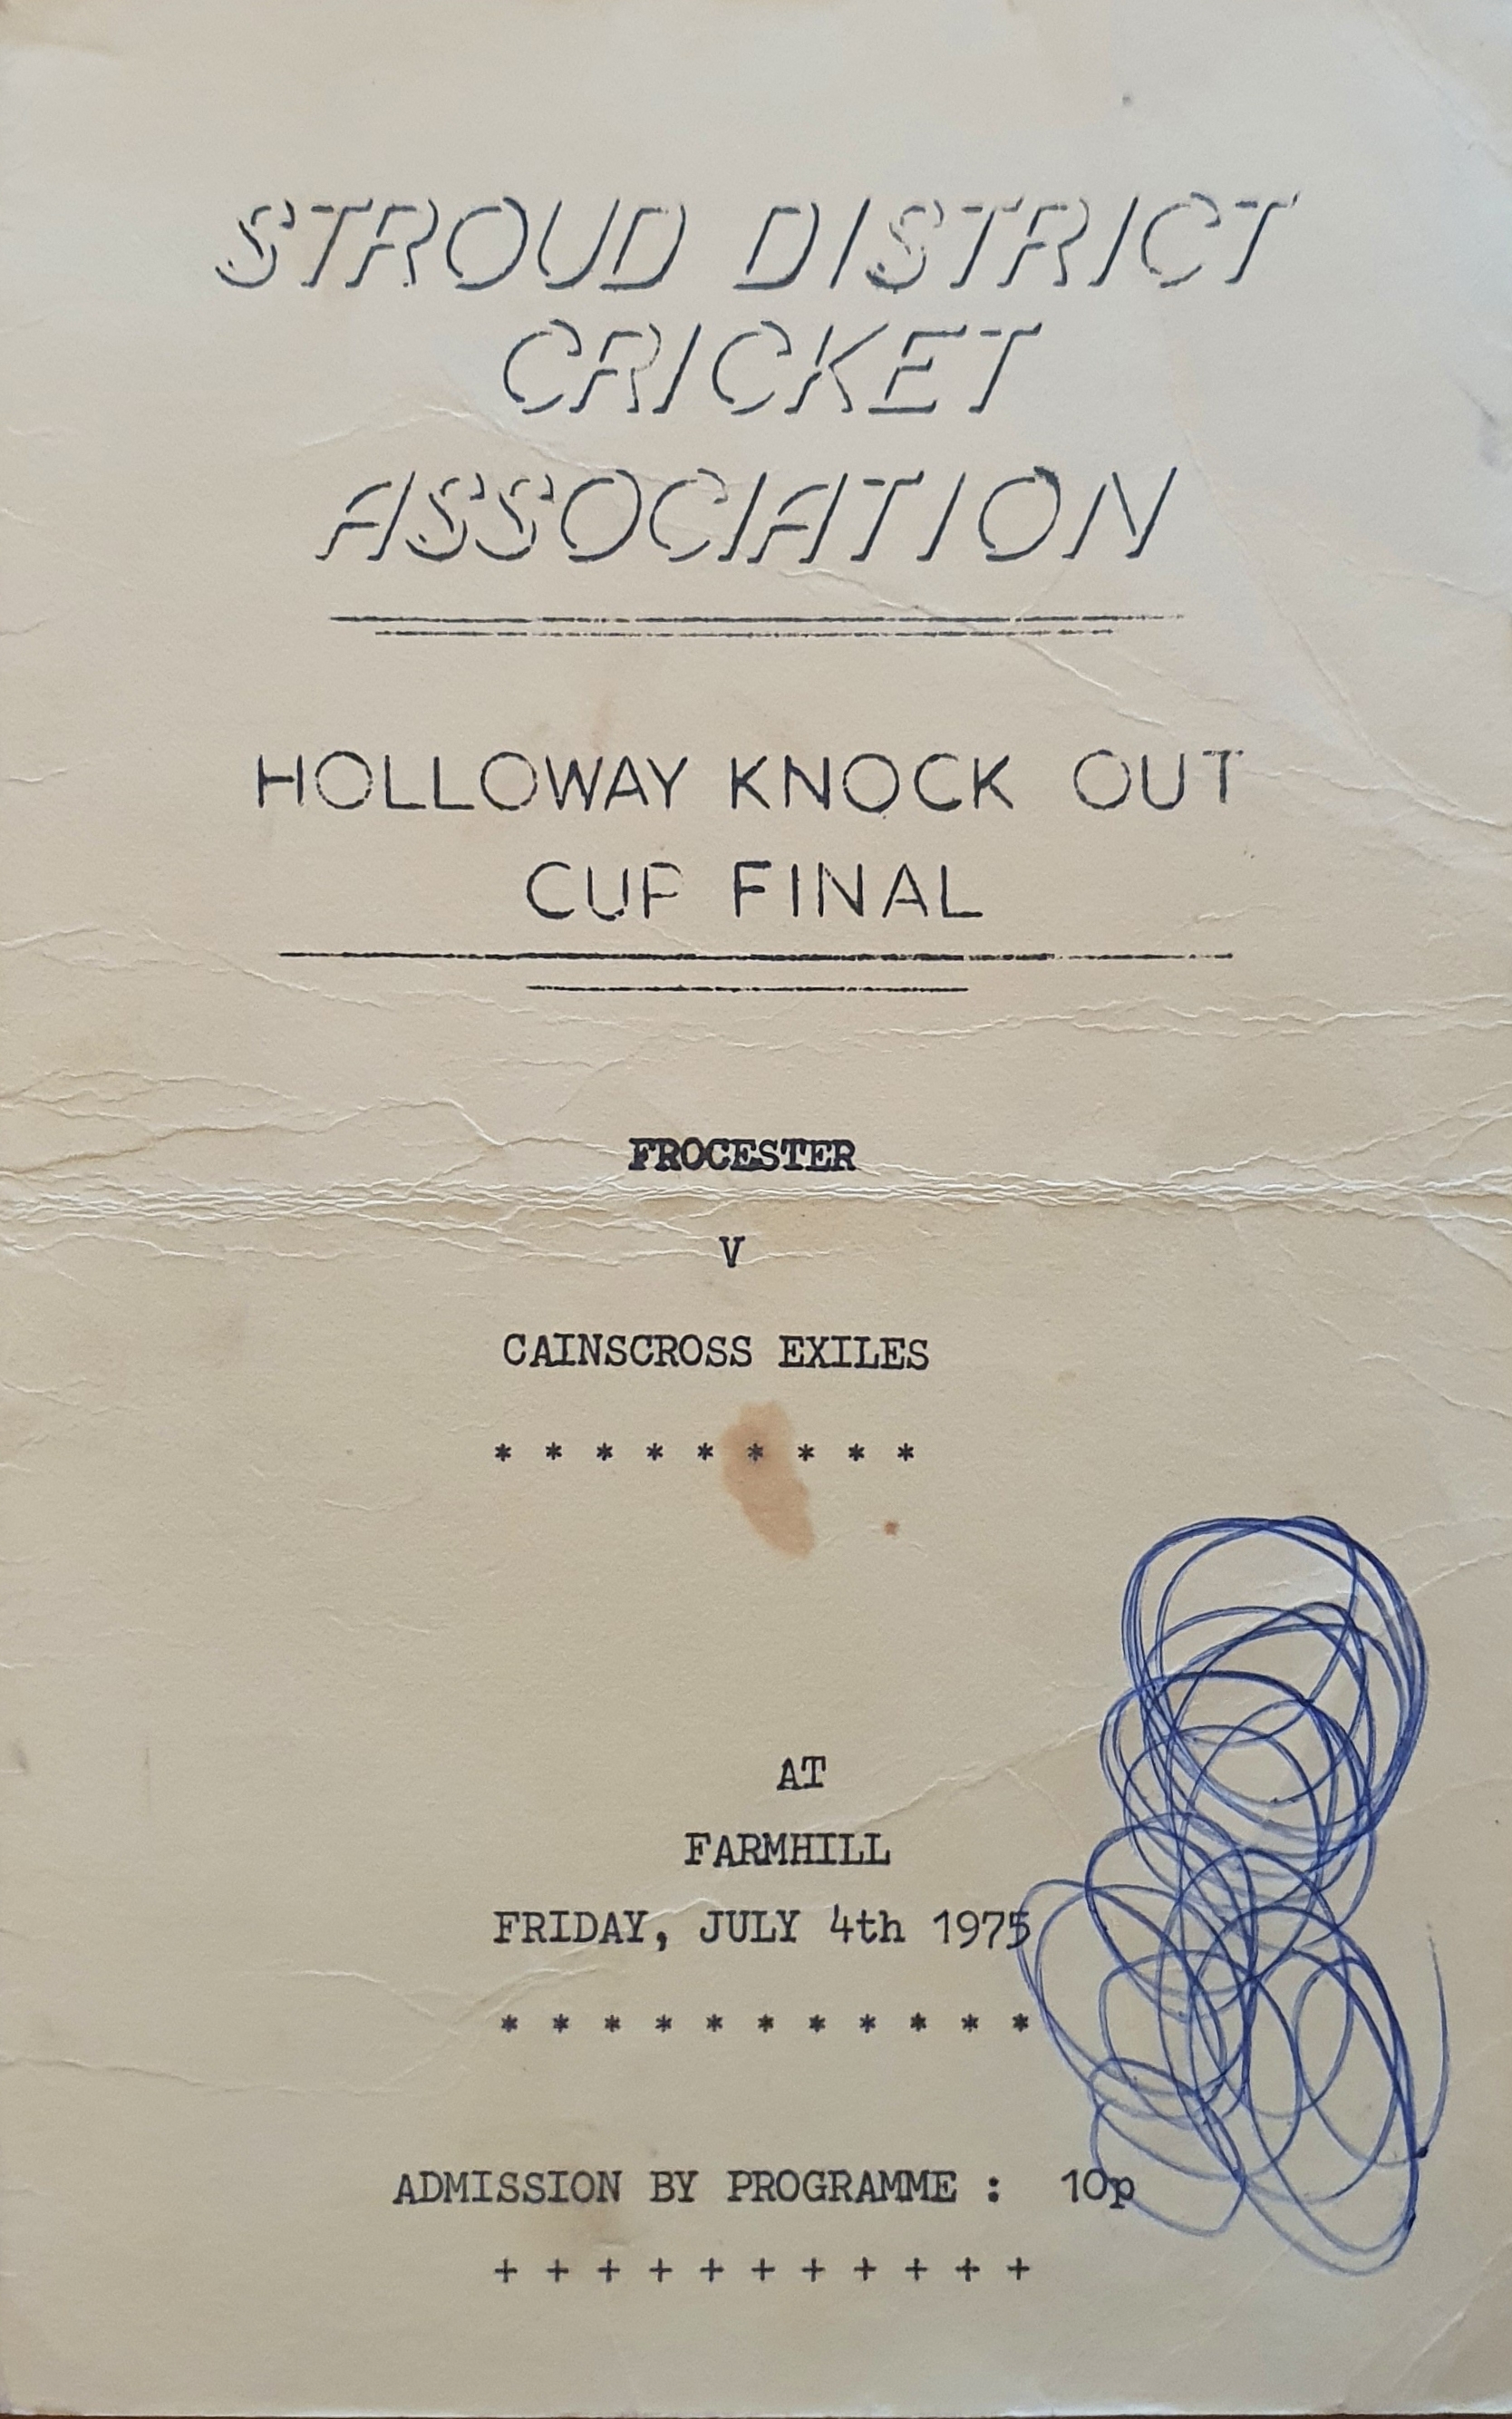 STROUD DISTRICT
CRICKET
ASSOCIATION
HOLLOWAY KNOCK OUT
CUP FINAL
FROCESTER
V
CAINSCROSS EXILES
* * * * * * * * *
AT
FARMHILL
FRIDAY, JULY 4th 1975
* * * * * * * * * * *
ADMISSION BY PROGRAMME : 10p
+ + + + + + + + + + +